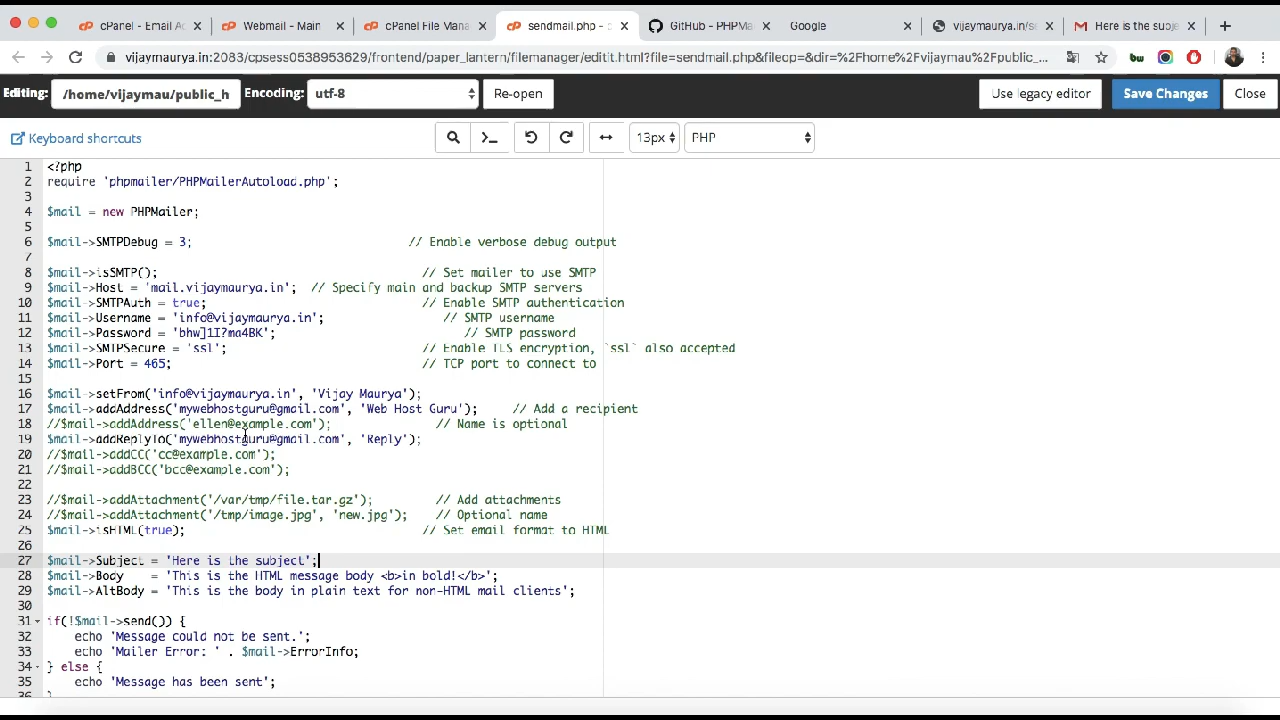 cPanel - Email Ac
Webmail - Main
cPanel File Mana
sendmail.php - c
GitHub - PHPMa
Google
vijaymaurya.in/se
Here is the subje
vijaymaurya.in:2083/cpsess0538953629/frontend/paper_lantern/filemanager/editit.html?file=sendmail.php&fileop=&dir=%2Fhome%2Fvijaymau%2Fpublic_...
Editing: /home/vijaymau/public_h Encoding: utf-8 Re-open Use legacy editor Save Changes Close
Keyboard shortcuts 13px PHP
1 <?php
2 require 'phpmailer/PHPMailerAutoload.php';
3
4 $mail = new PHPMailer;
5
6 $mail->SMTPDebug = 3; // Enable verbose debug output
7
8 $mail->isSMTP(); // Set mailer to use SMTP
9 $mail->Host = 'mail.vijaymaurya.in'; // Specify main and backup SMTP servers
10 $mail->SMTPAuth = true; // Enable SMTP authentication
11 $mail->Username = 'info@vijaymaurya.in'; // SMTP username
12 $mail->Password = 'bhw]1I?ma4BK'; // SMTP password
13 $mail->SMTPSecure = 'ssl'; // Enable TLS encryption, `ssl` also accepted
14 $mail->Port = 465; // TCP port to connect to
15
16 $mail->setFrom('info@vijaymaurya.in', 'Vijay Maurya');
17 $mail->addAddress('mywebhostguru@gmail.com', 'Web Host Guru'); // Add a recipient
18 //$mail->addAddress('ellen@example.com'); // Name is optional
19 $mail->addReplyTo('mywebhostguru@gmail.com', 'Reply');
20 //$mail->addCC('cc@example.com');
21 //$mail->addBCC('bcc@example.com');
22
23 //$mail->addAttachment('/var/tmp/file.tar.gz'); // Add attachments
24 //$mail->addAttachment('/tmp/image.jpg', 'new.jpg'); // Optional name
25 $mail->isHTML(true); // Set email format to HTML
26
27 $mail->Subject = 'Here is the subject';
28 $mail->Body = 'This is the HTML message body <b>in bold!</b>';
29 $mail->AltBody = 'This is the body in plain text for non-HTML mail clients';
30
31 if(!$mail->send()) {
32 echo 'Message could not be sent.';
33 echo 'Mailer Error: ' . $mail->ErrorInfo;
34 } else {
35 echo 'Message has been sent';
36 }